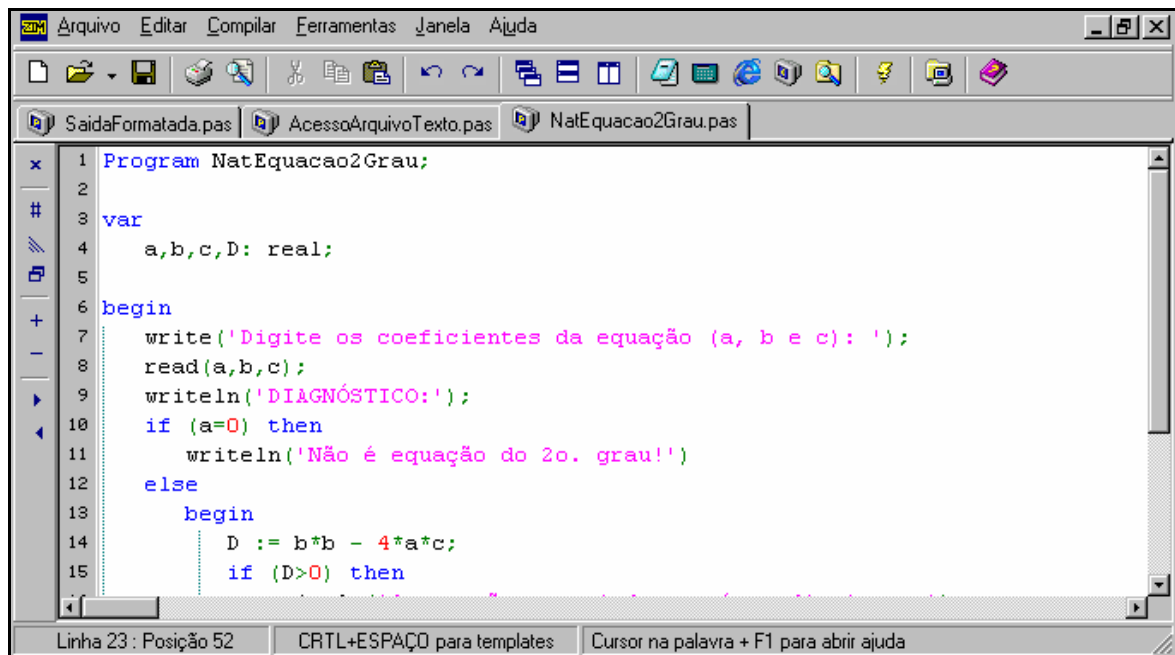 ZIM Arquivo Editar Compilar Ferramentas Janela Ajuda
SaidaFormatada.pas AcessoArquivoTexto.pas NatEquacao2Grau.pas
1 Program NatEquacao2Grau;
2
3 var
4 a,b,c,D: real;
5
6 begin
7 write('Digite os coeficientes da equação (a, b e c): ');
8 read(a,b,c);
9 writeln('DIAGNÓSTICO:');
10 if (a=0) then
11 writeln('Não é equação do 2o. grau!')
12 else
13 begin
14 D := b*b - 4*a*c;
15 if (D>0) then
Linha 23 : Posição 52 CRTL+ESPAÇO para templates Cursor na palavra + F1 para abrir ajuda